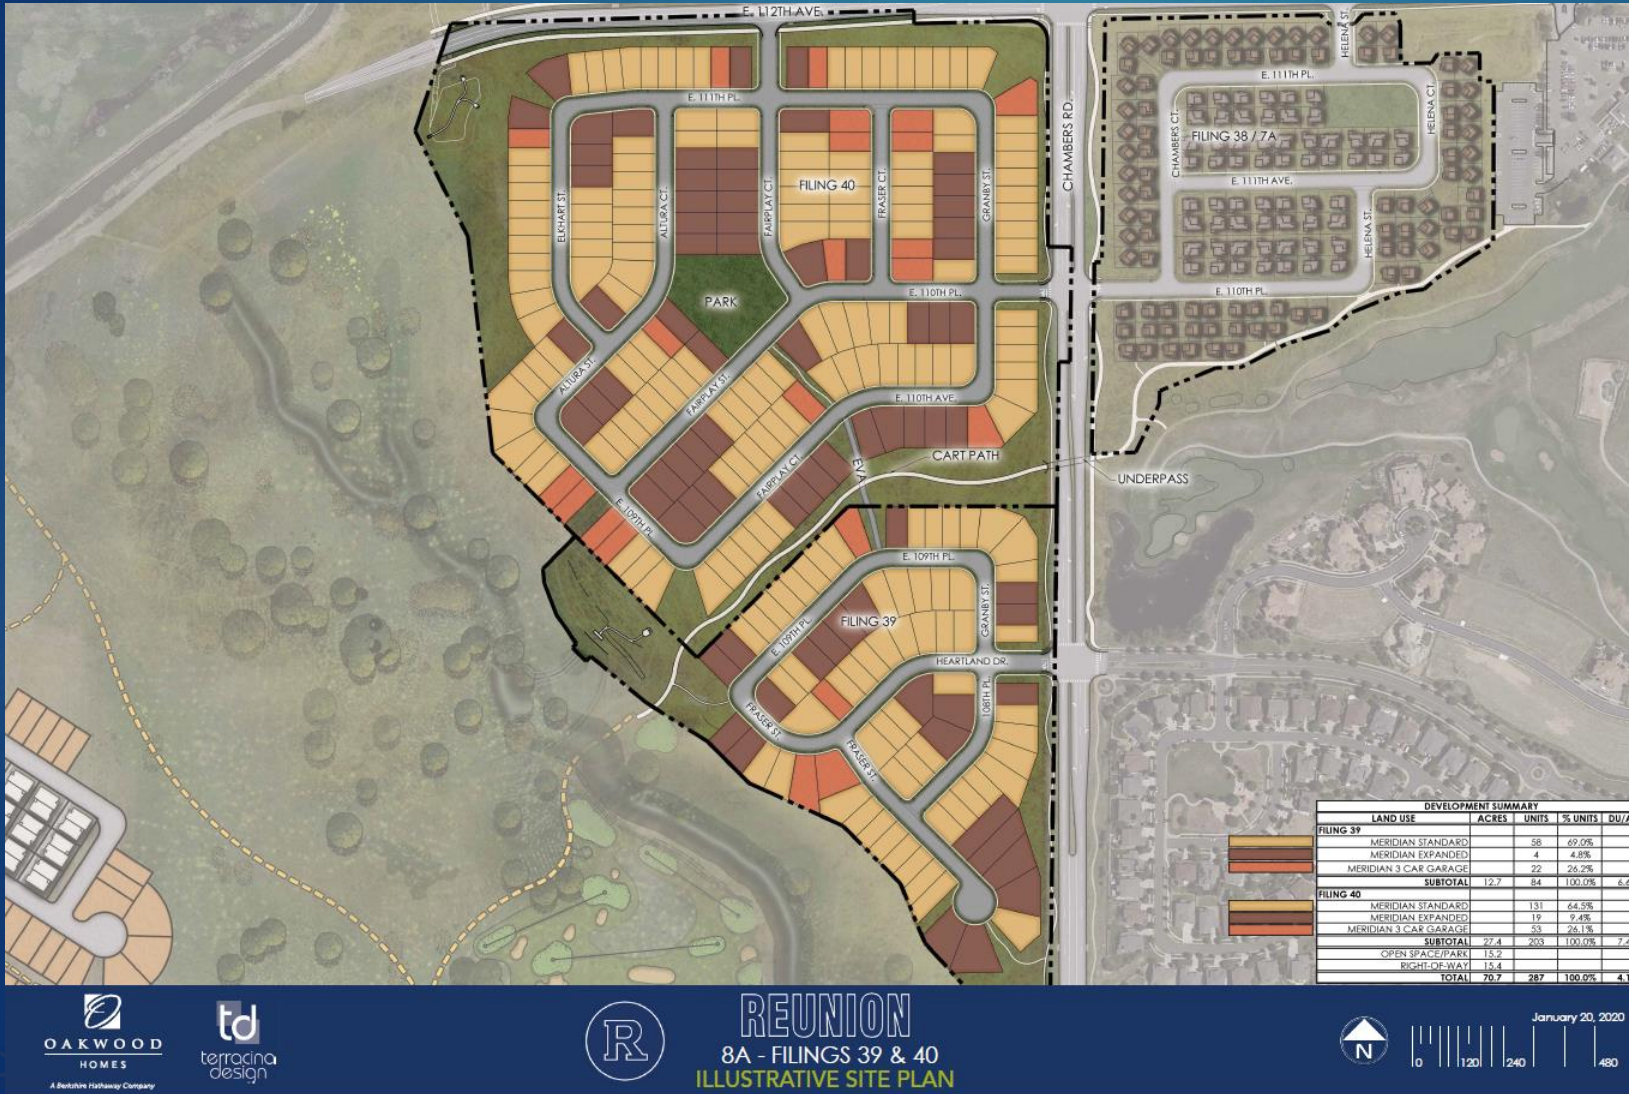 E. 112TH AVE.
HELENA ST.
E. 111TH PL.
E. 111TH PL.
CHAMBERS RD.
CHAMBERS CT.
HELENA CT.
FILING 38 / 7A
E. 111TH AVE.
HELENA ST.
E. 110TH PL.
ELKHART ST.
ALTURA CT.
FAIRPLAY CT.
FILING 40
FRASER CT.
GRANBY ST.
PARK
E. 110TH PL.
ALTURA ST.
FAIRPLAY ST.
E. 110TH AVE.
FAIRPLAY CT.
EVA
CART PATH
UNDERPASS
E. 109TH PL.
E. 109TH PL.
E. 109TH PL.
FILING 39
GRANBY ST.
HEARTLAND DR.
108TH PL.
FRASER ST.
FRASER ST.
DEVELOPMENT SUMMARY
LAND USE ACRES UNITS % UNITS DU/A
FILING 39
MERIDIAN STANDARD 58 69.0%
MERIDIAN EXPANDED 4 4.8%
MERIDIAN 3 CAR GARAGE 22 26.2%
SUBTOTAL 12.7 84 100.0% 6.6
FILING 40
MERIDIAN STANDARD 131 64.5%
MERIDIAN EXPANDED 19 9.4%
MERIDIAN 3 CAR GARAGE 53 26.1%
SUBTOTAL 27.4 203 100.0% 7.4
OPEN SPACE/PARK 15.2
RIGHT-OF-WAY 15.4
TOTAL 70.7 287 100.0% 4.1
OAKWOOD
HOMES
A Berkshire Hathaway Company
td
terracina
design
R
REUNION
8A - FILINGS 39 & 40
ILLUSTRATIVE SITE PLAN
N
January 20, 2020
0 120 240 480